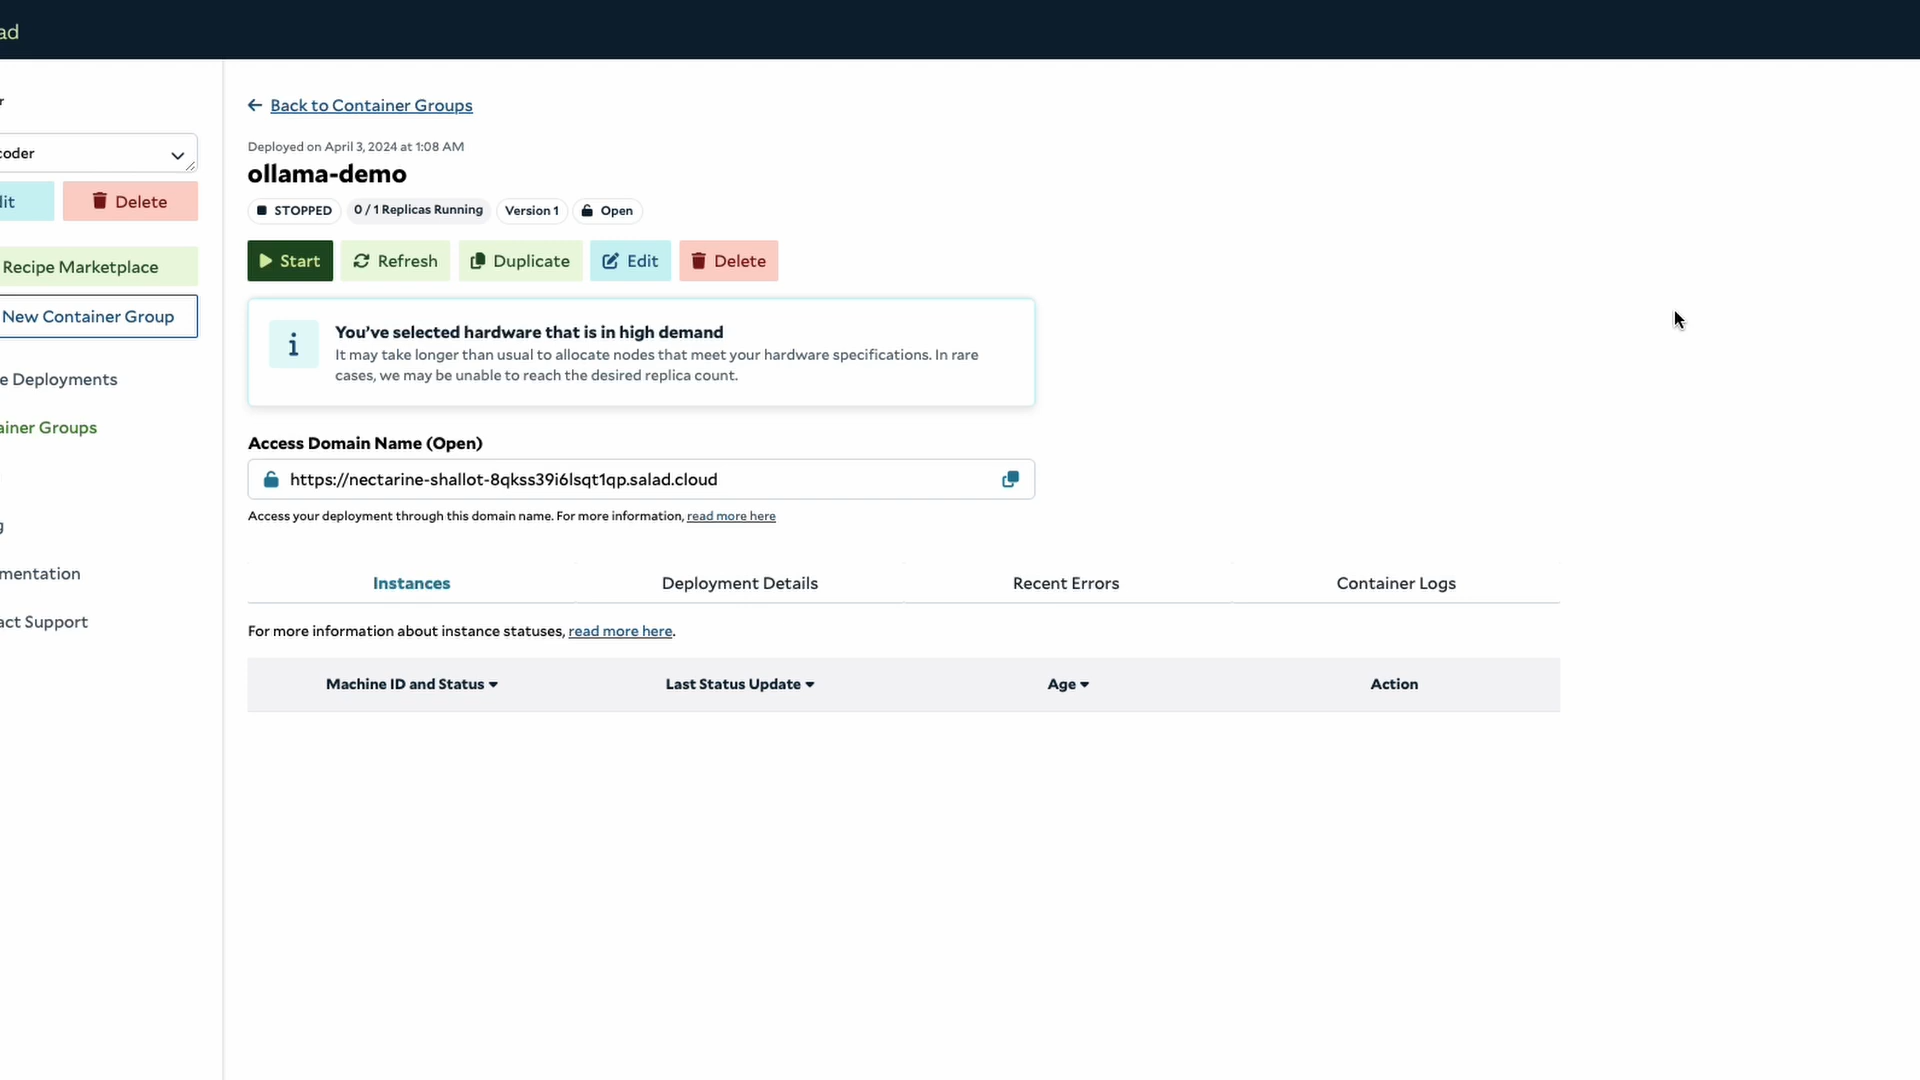 ad
r
coder
lit
Delete
Recipe Marketplace
New Container Group
e Deployments
ainer Groups
g
mentation
act Support
Back to Container Groups
Deployed on April 3, 2024 at 1:08 AM
ollama-demo
STOPPED
0 / 1 Replicas Running
Version 1
Open
Start
Refresh
Duplicate
Edit
Delete
You’ve selected hardware that is in high demand
It may take longer than usual to allocate nodes that meet your hardware specifications. In rare
cases, we may be unable to reach the desired replica count.
Access Domain Name (Open)
https://nectarine-shallot-8qkss39i6lsqt1qp.salad.cloud
Access your deployment through this domain name. For more information, read more here
Instances
Deployment Details
Recent Errors
Container Logs
For more information about instance statuses, read more here.
Machine ID and Status
Last Status Update
Age
Action